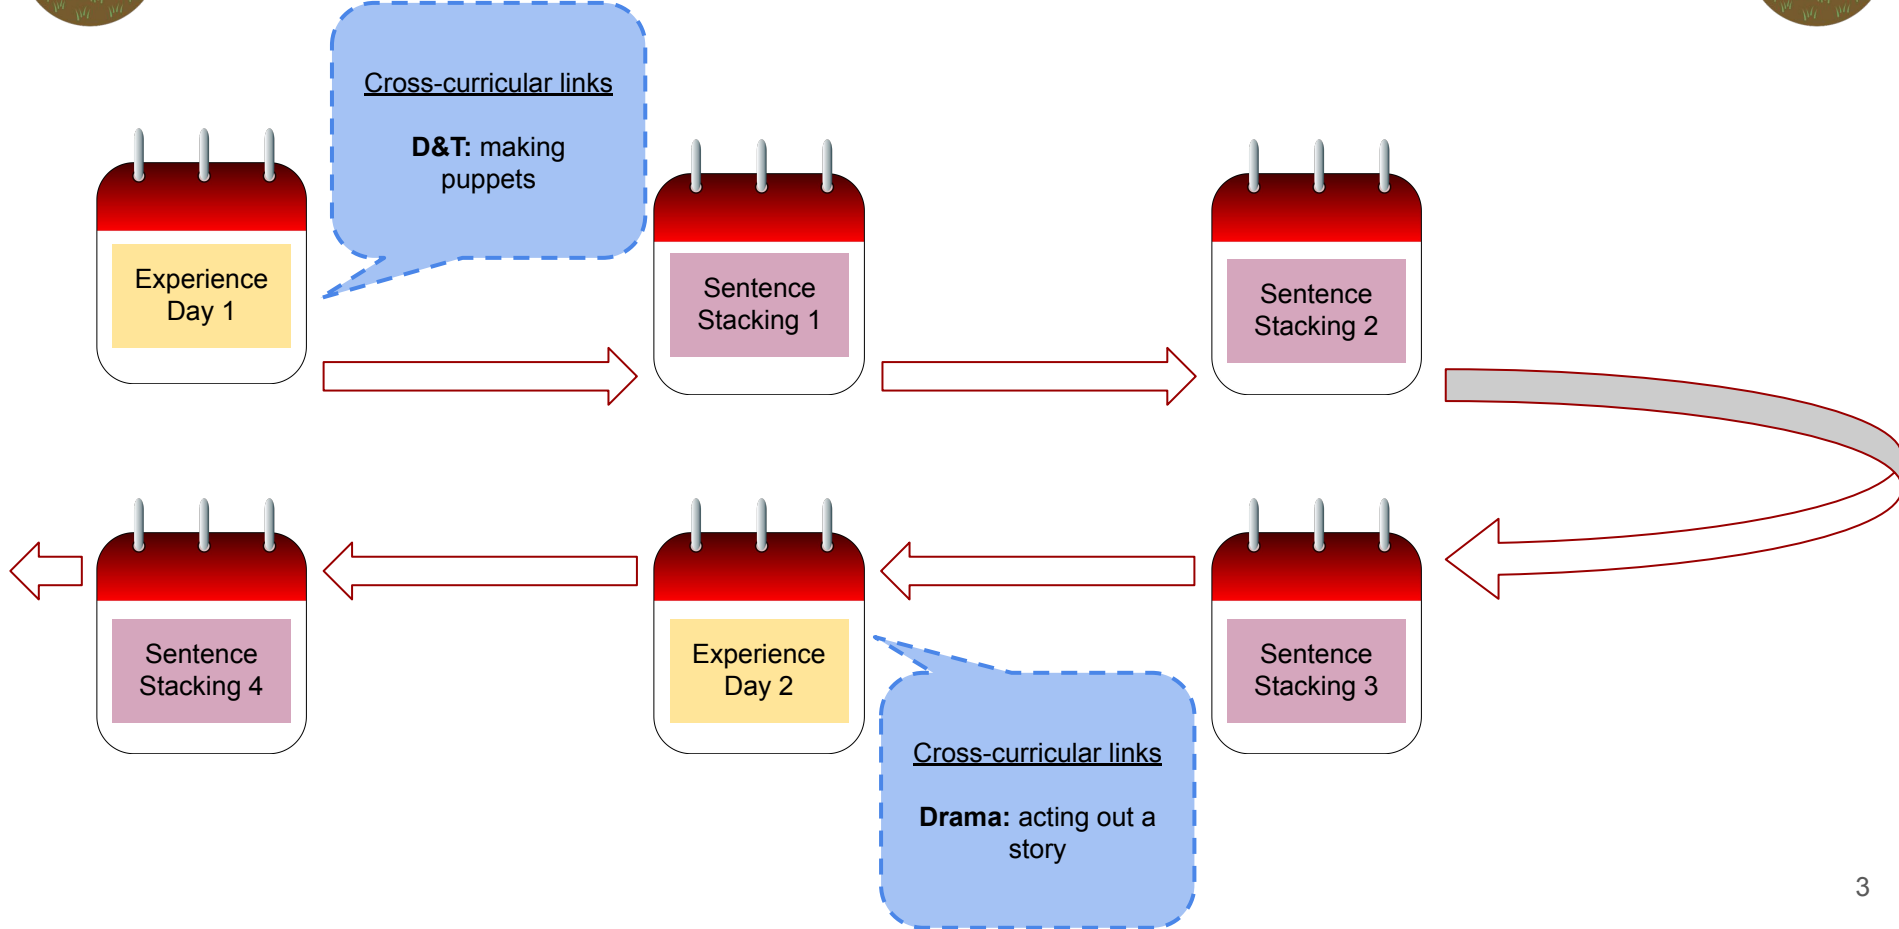 Cross-curricular links
D&T: making
puppets
Experience
Day 1
Sentence
Stacking 1
Sentence
Stacking 2
Sentence
Stacking 3
Experience
Day 2
Sentence
Stacking 4
Cross-curricular links
Drama: acting out a
story
3